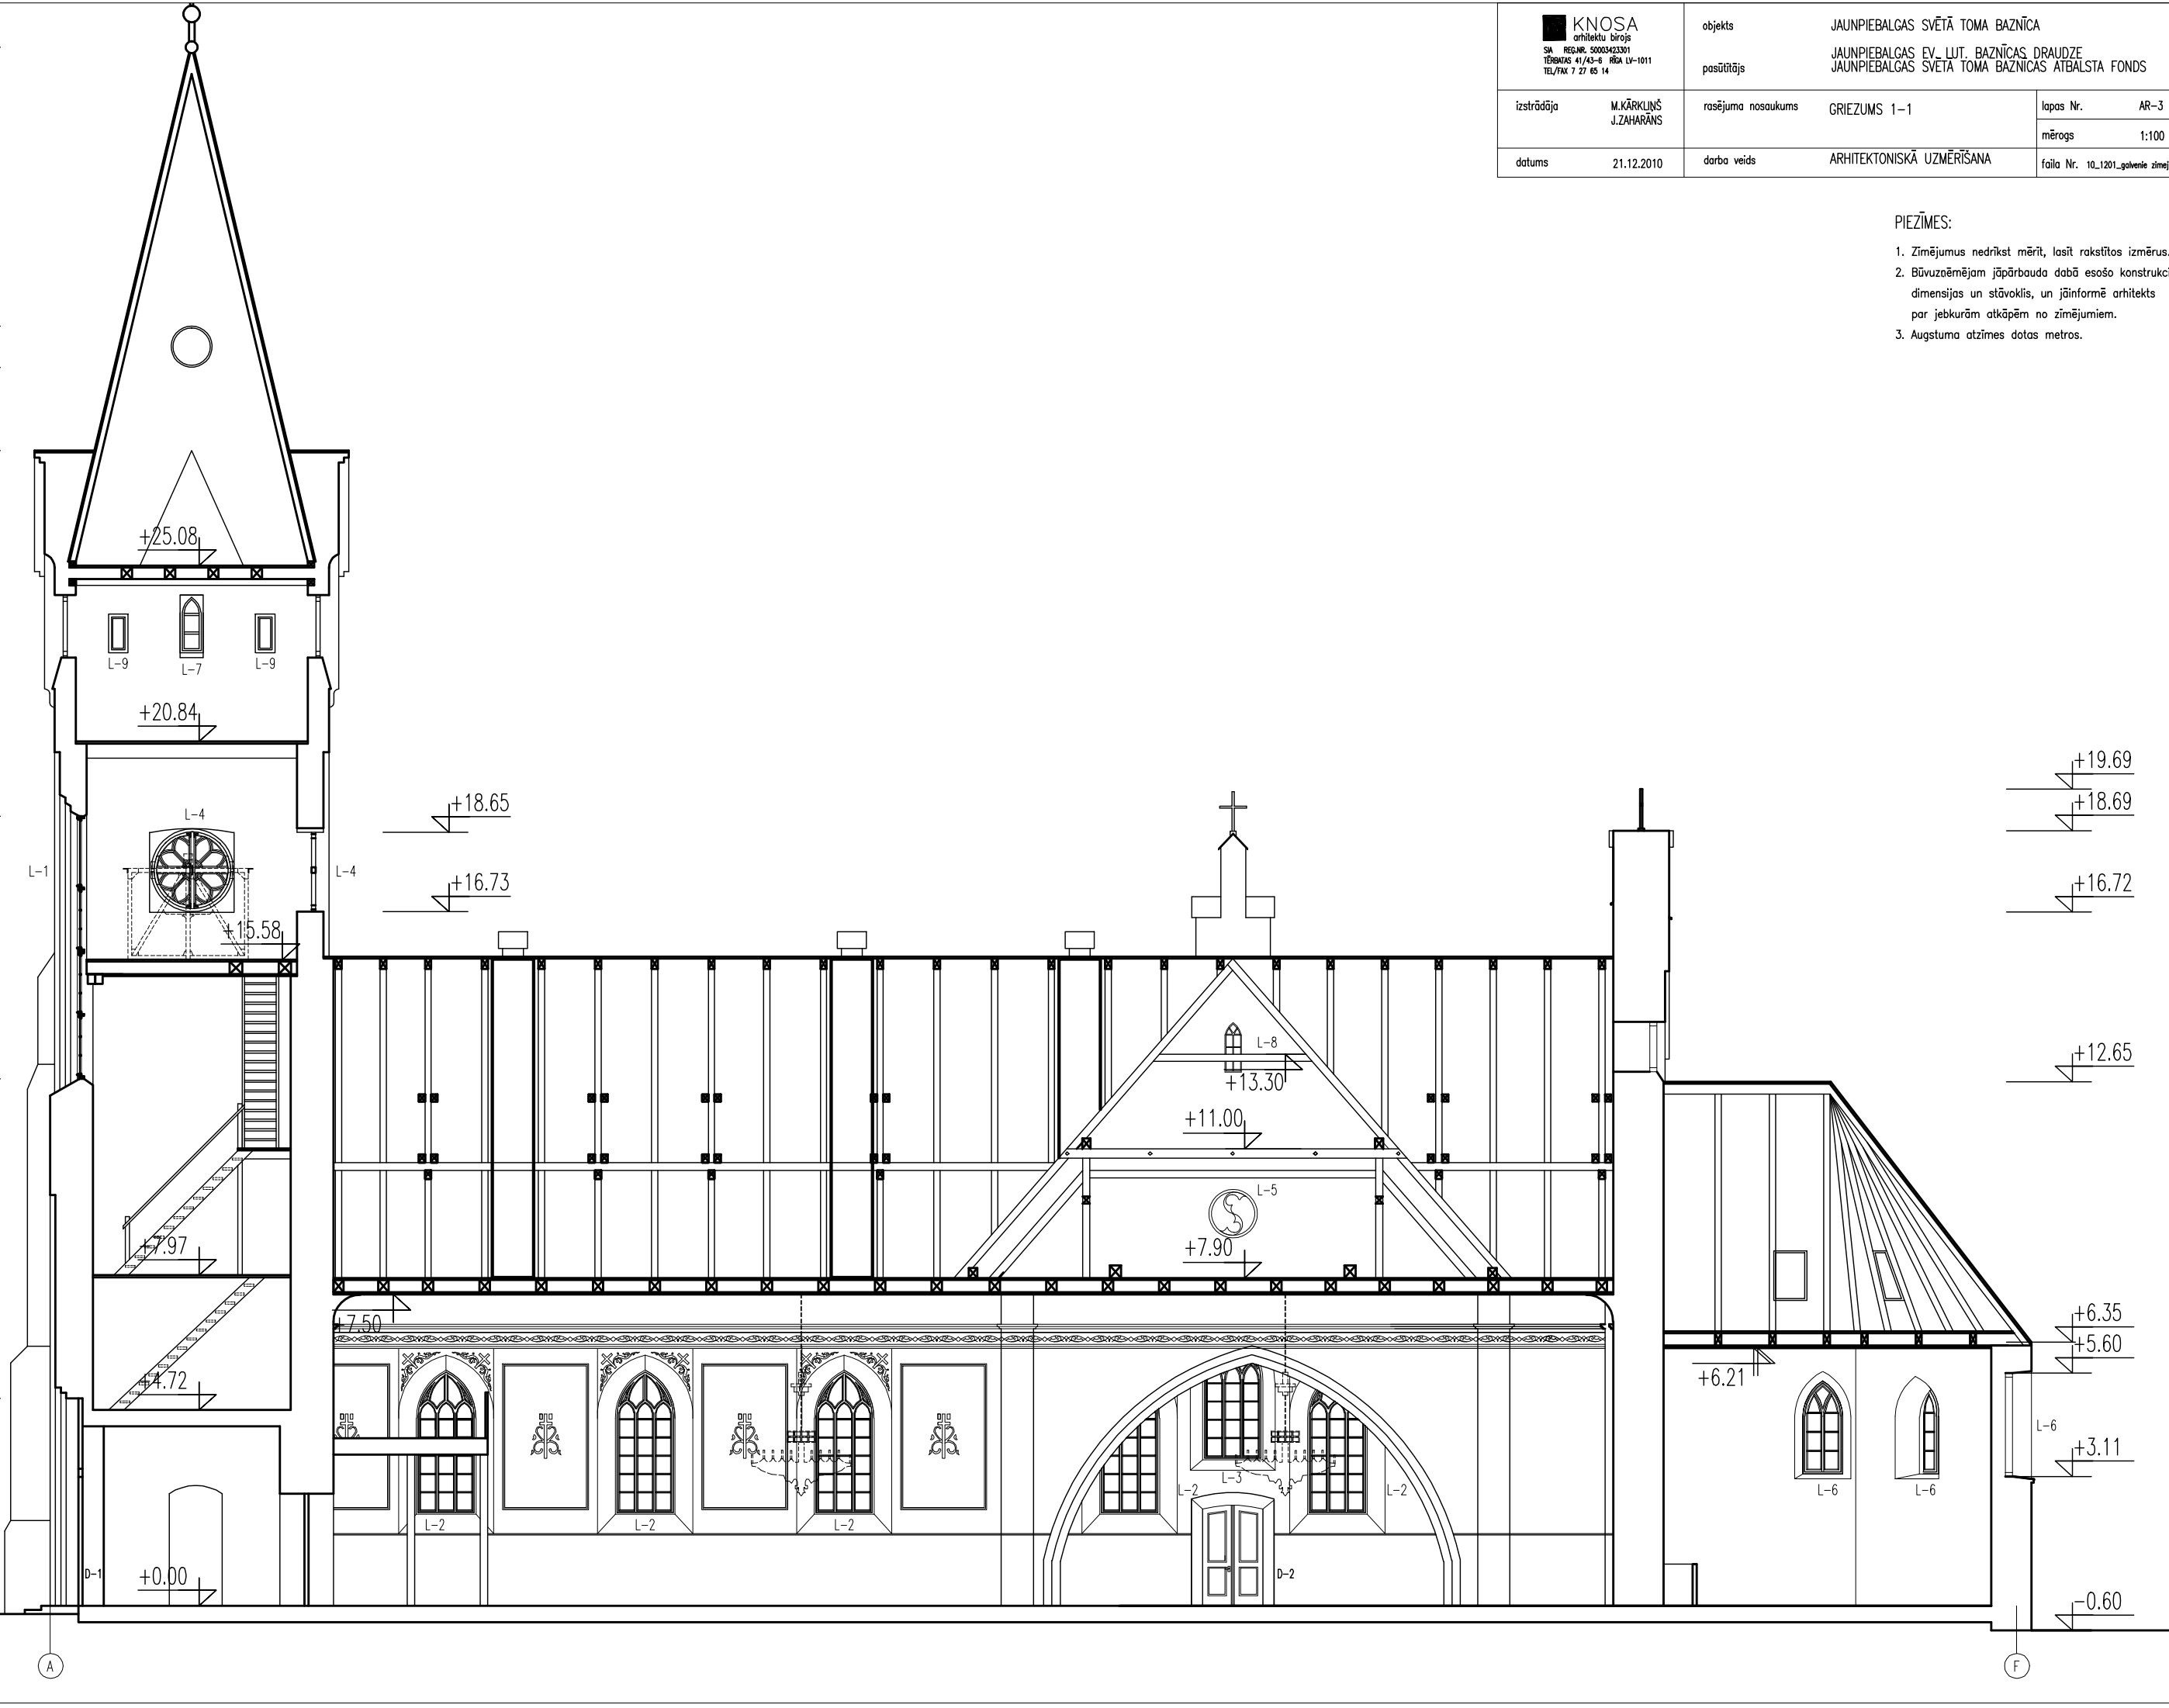 KNOSA
arhitektu birojs
SIA REG.NR. 50003423301
TĒRBATAS 41/43-6 RĪGA LV-1011
TEL/FAX 7 27 65 14
objekts JAUNPIEBALGAS SVĒTĀ TOMA BAZNĪCA
JAUNPIEBALGAS EV. LUT. BAZNĪCAS DRAUDZE
pasūtītājs JAUNPIEBALGAS SVĒTĀ TOMA BAZNĪCAS ATBALSTA FONDS
izstrādāja M.KĀRKLIŅŠ
J.ZAHARĀNS
rasējuma nosaukums GRIEZUMS 1-1
lapas Nr. AR-3
mērogs 1:100
datums 21.12.2010
darba veids ARHITEKTONISKĀ UZMĒRĪŠANA
faila Nr. 10_1201_galvenie
PIEZĪMES:
1. Zīmējumus nedrīkst mērīt, lasīt rakstītos izmērus.
2. Būvuzņēmējam jāpārbauda dabā esošo
dimensijas un stāvoklis, un jāinformē arhitekts
par jebkurām atkāpēm no zīmējumiem.
3. Augstuma atzīmes dotas metros.
+25.08
L-9 L-7 L-9
+20.84
+19.69
+18.65
+18.69
L-4
L-1
L-4
+16.73
+16.72
+15.58
L-8
+13.30
+12.65
+11.00
L-5
+7.97
+7.90
+7.50
+6.35
+5.60
+6.21
+4.72
L-6
+3.11
L-3
L-2
L-2
L-6
L-6
L-2
L-2
L-2
D-1
+0.00
D-2
-0.60
A
F